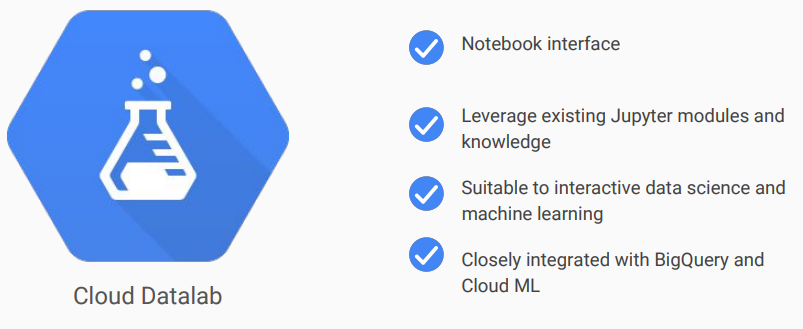 Notebook interface
Leverage existing Jupyter modules and
knowledge
Suitable to interactive data science and
machine learning
Closely integrated with BigQuery and
Cloud ML
Cloud Datalab